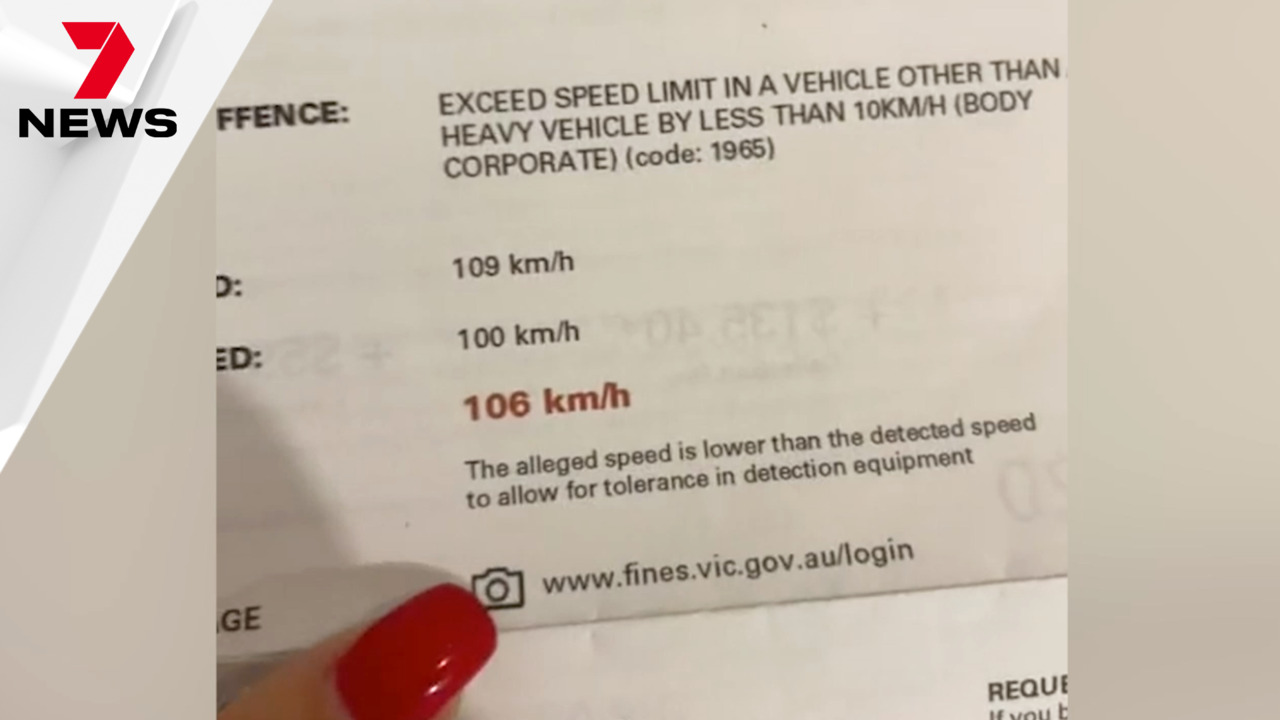 7
NEWS
FFENCE:
EXCEED SPEED LIMIT IN A VEHICLE OTHER THAN
HEAVY VEHICLE BY LESS THAN 10KM/H (BODY
CORPORATE) (code: 1965)
D:
109 km/h
ED:
100 km/h
106 km/h
The alleged speed is lower than the detected speed
to allow for tolerance in detection equipment
www.fines.vic.gov.au/login
GE
REQUE
If you b